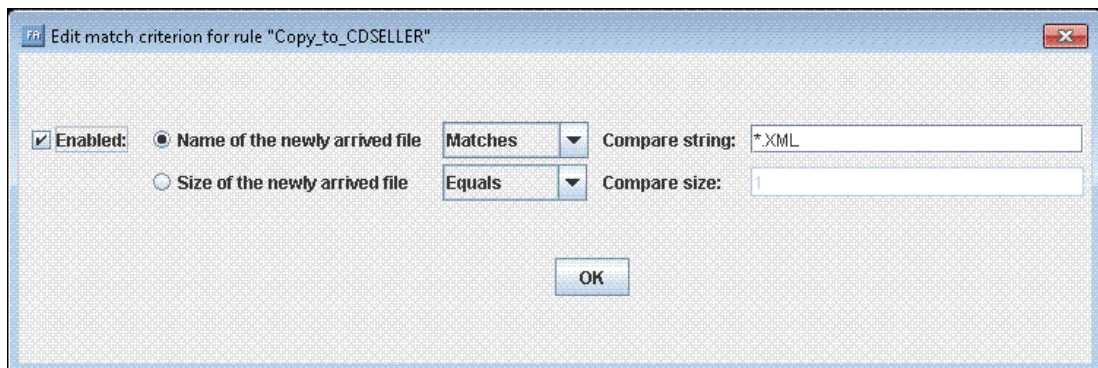 FA Edit match criterion for rule "Copy_to_CDSELLER"
Enabled: Name of the newly arrived file Matches Compare string: *.XML
Size of the newly arrived file Equals Compare size: 1
OK